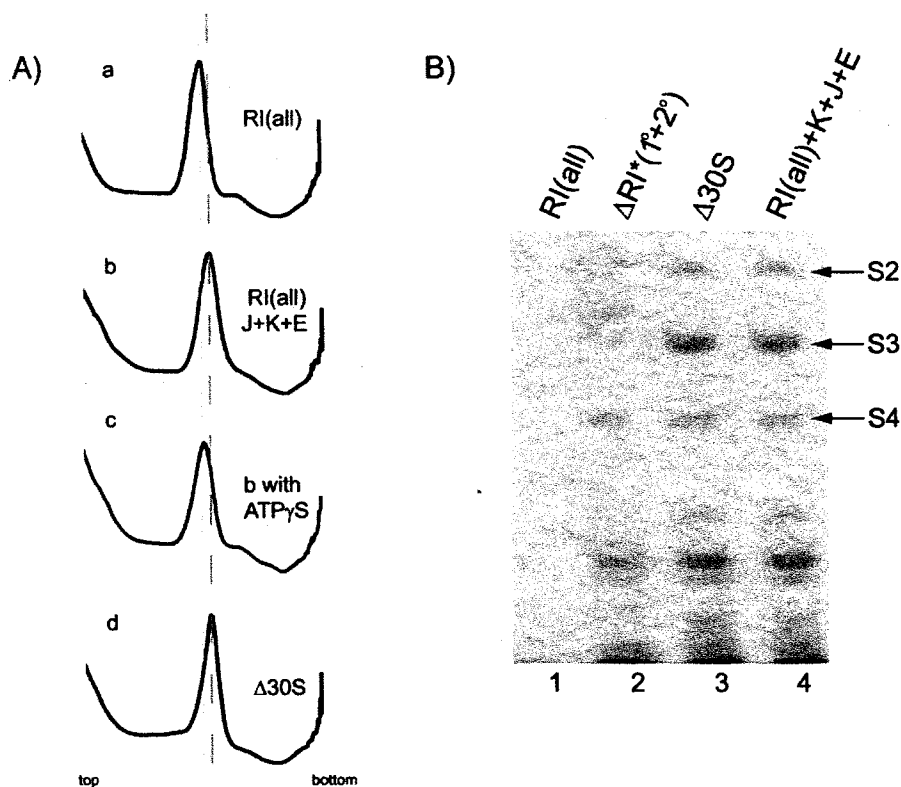 A)
a
RI(all)
b
RI(all)
J+K+E
c
b with
ATPγS
d
Δ30S
top
bottom
B)
RI(all)
ΔRI*(1°+2°)
Δ30S
RI(all)+K+J+E
S2
S3
S4
1 2 3 4